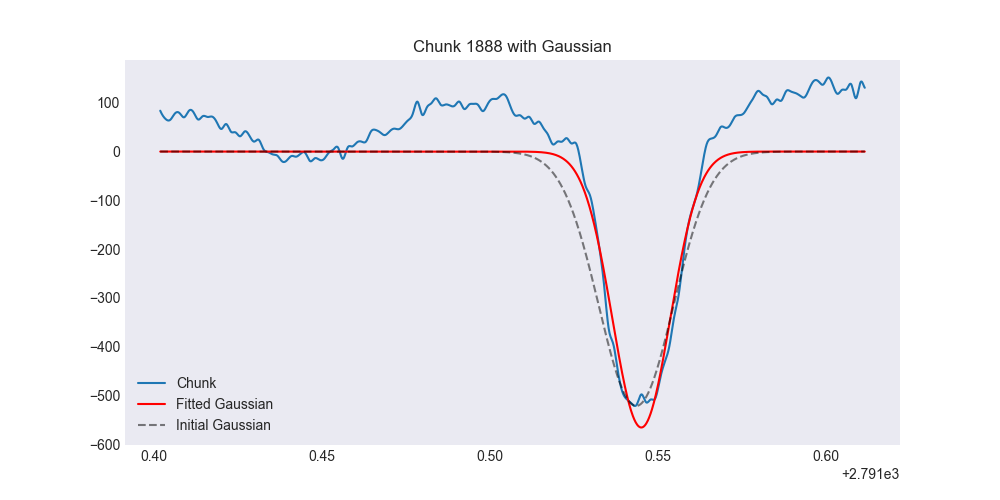 Chunk 1888 with Gaussian
100
0
−100
−200
−300
−400
−500
−600
Chunk
Fitted Gaussian
Initial Gaussian
0.40 0.45 0.50 0.55 0.60
+2.791e3